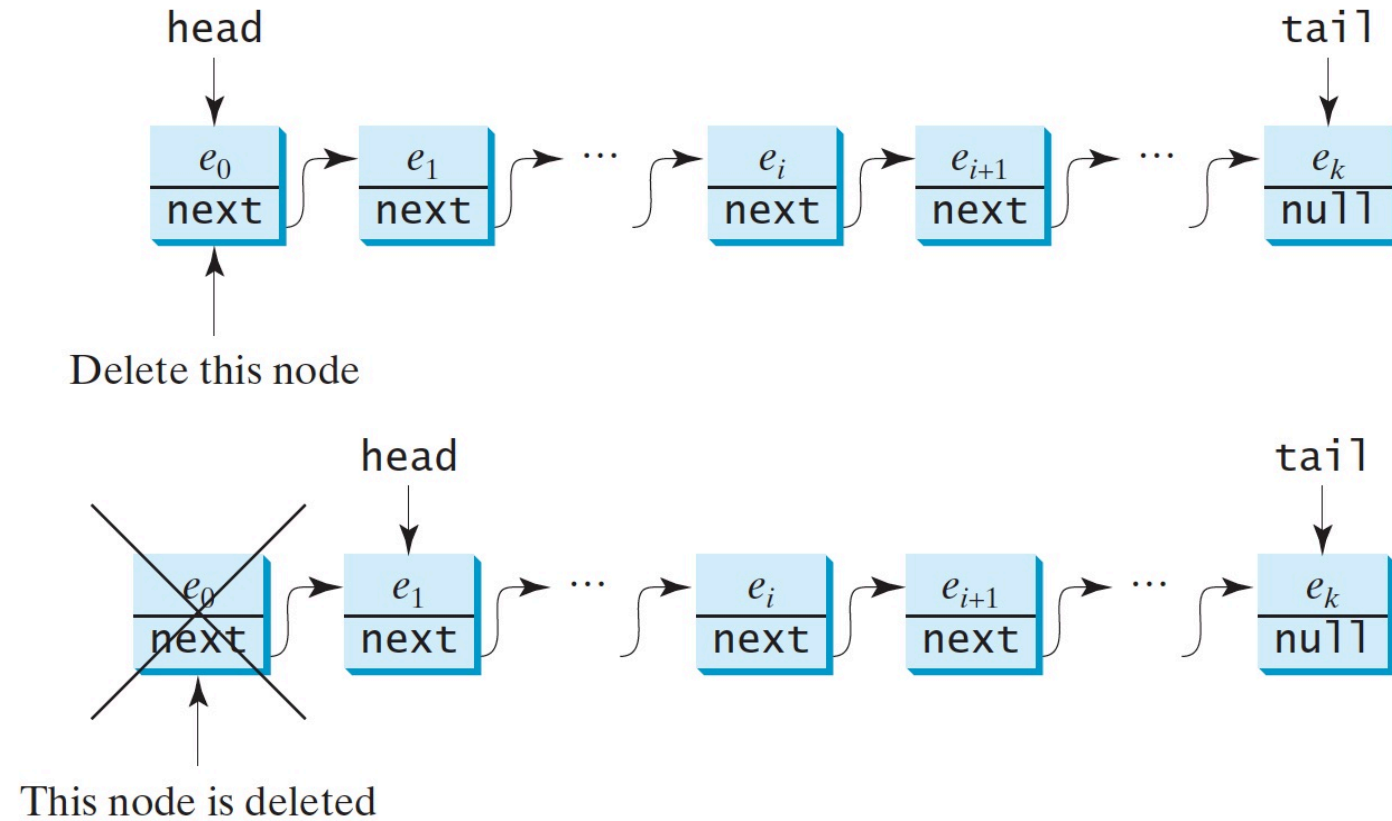 head tail
e₀ e₁ ... eᵢ eᵢ₊₁ ... eₖ
next next next next null
Delete this node
head tail
e₀ e₁ ... eᵢ eᵢ₊₁ ... eₖ
next next next next null
This node is deleted